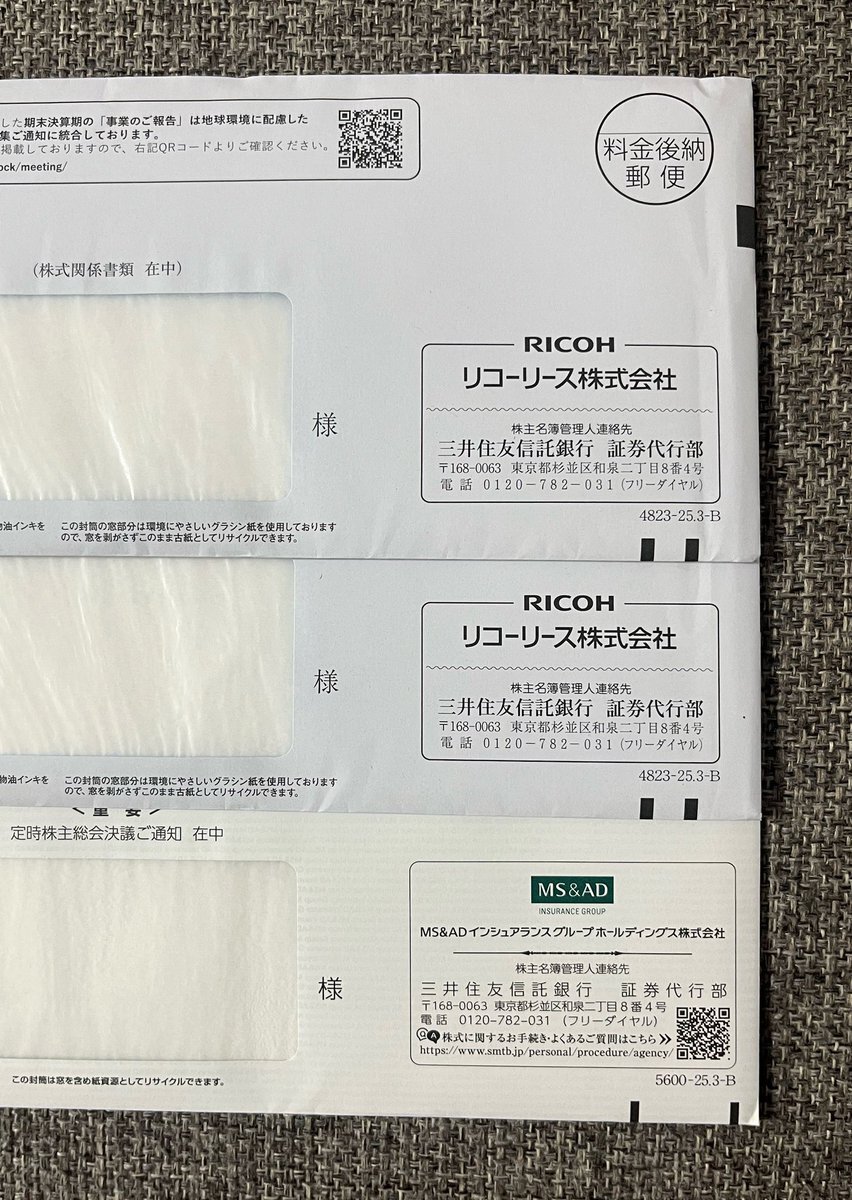 した期末決算期の「事業のご報告」は地球環境に配慮した
集ご通知に統合しております。
掲載しておりますので、右記QRコードよりご確認ください。
ock/meeting/
料金後納
郵便
(株式関係書類 在中)
様
RICOH
リコーリース株式会社
株主名簿管理人連絡先
三井住友信託銀行 証券代行部
〒168-0063 東京都杉並区和泉二丁目8番4号
電話 0120-782-031(フリーダイヤル)
4823-25.3-B
物油インキを
この封筒の窓部分は環境にやさしいグラシン紙を使用しております
ので、窓を剥がさずこのまま古紙としてリサイクルできます。
様
RICOH
リコーリース株式会社
株主名簿管理人連絡先
三井住友信託銀行 証券代行部
〒168-0063 東京都杉並区和泉二丁目8番4号
電話 0120-782-031(フリーダイヤル)
4823-25.3-B
物油インキを
この封筒の窓部分は環境にやさしいグラシン紙を使用しております
ので、窓を剥がさずこのまま古紙としてリサイクルできます。
<重要>
定時株主総会決議ご通知 在中
様
MS&AD
INSURANCE GROUP
MS&ADインシュアランスグループホールディングス株式会社
株主名簿管理人連絡先
三井住友信託銀行 証券代行部
〒168-0063 東京都杉並区和泉二丁目8番4号
電話 0120-782-031 (フリーダイヤル)
QA株式に関するお手続き・よくあるご質問はこちら
https://www.smtb.jp/personal/procedure/agency/
5600-25.3-B
この封筒は窓を含め紙資源としてリサイクルできます。